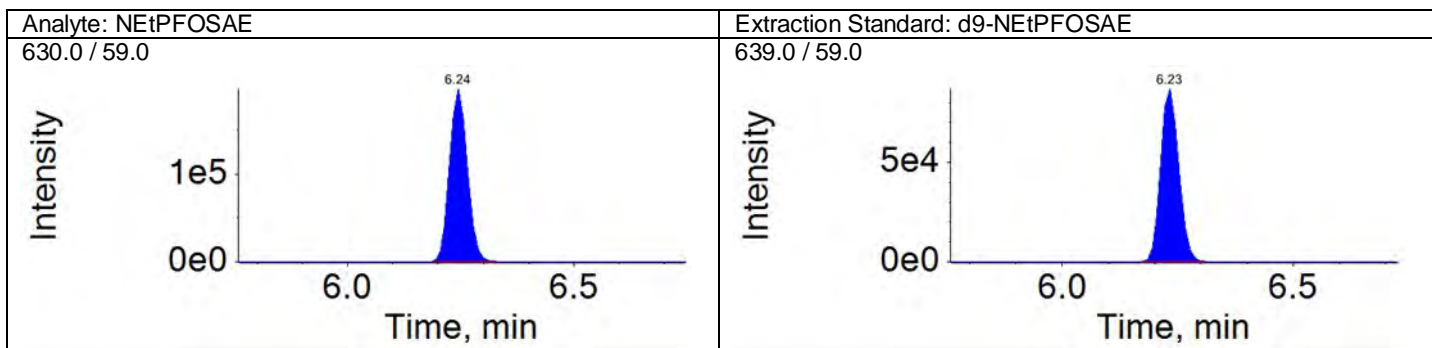 Analyte: NEtPFOSAE
630.0 / 59.0
6.24
Intensity
1e5
0e0
6.0 6.5
Time, min
Extraction Standard: d9-NEtPFOSAE
639.0 / 59.0
6.23
Intensity
5e4
0e0
6.0 6.5
Time, min